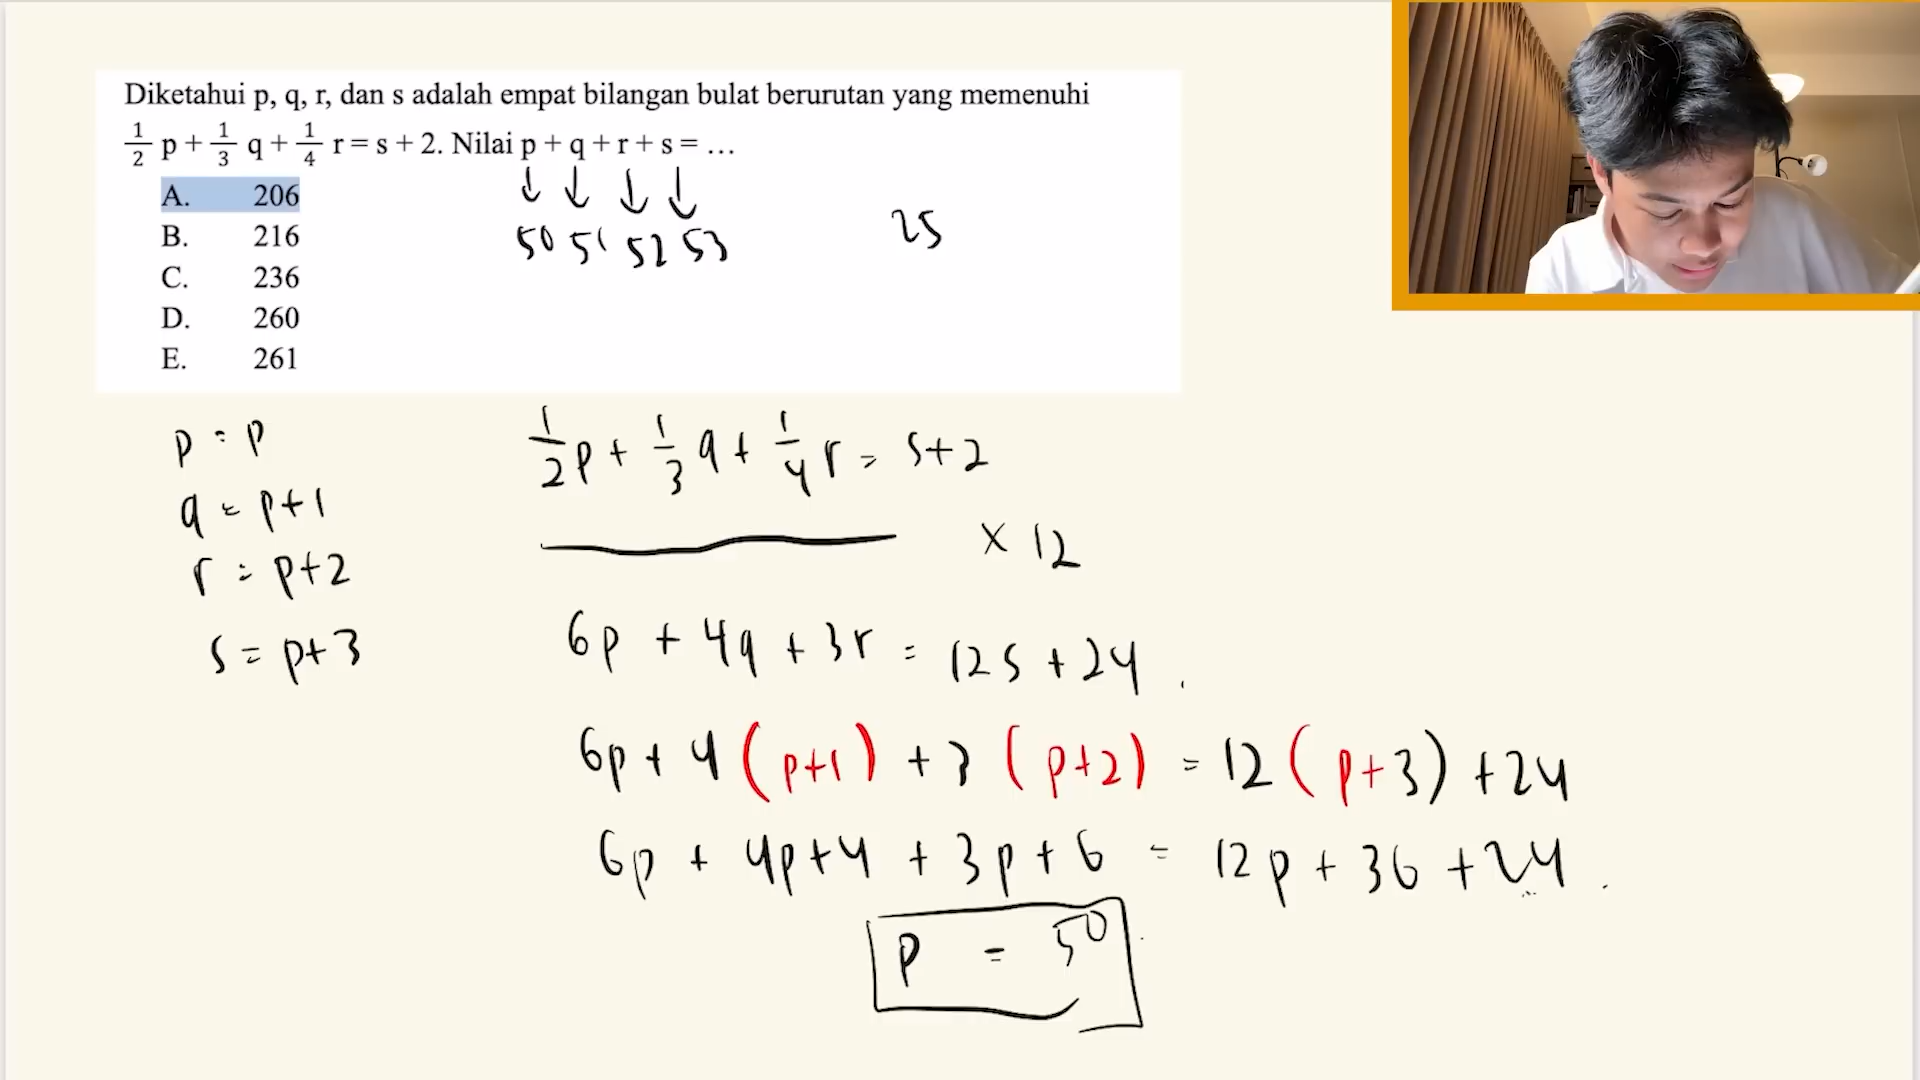 Diketahui p, q, r, dan s adalah empat bilangan bulat berurutan yang memenuhi
1/2 p + 1/3 q + 1/4 r = s + 2. Nilai p + q + r + s = …
A. 206
B. 216
C. 236
D. 260
E. 261
↓ ↓ ↓ ↓
50 51 52 53
25
p = p
q = p+1
r = p+2
s = p+3
1/2 p + 1/3 q + 1/4 r = s+2
× 12
6p + 4q + 3r = 12s + 24
6p + 4 (p+1) + 3 (p+2) = 12 (p+3) + 24
6p + 4p+4 + 3p+6 = 12p + 36 + 24
p = 50